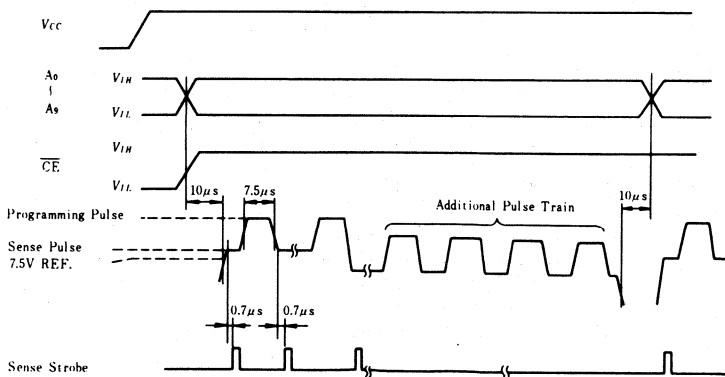 Vcc
A0
∫
A9
VIH
VIL
CE
VIH
VIL
10μs
7.5μs
Additional Pulse Train
10μs
Programming Pulse
Sense Pulse
7.5V REF.
0.7μs
0.7μs
Sense Strobe